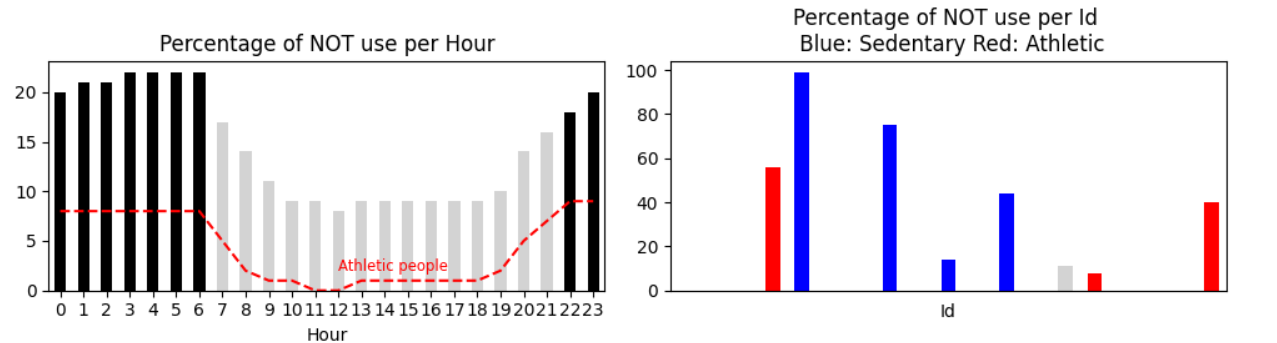 Percentage of NOT use per Hour
20
15
10
5
0
Athletic people
0 1 2 3 4 5 6 7 8 9 10 11 12 13 14 15 16 17 18 19 20 21 22 23
Hour
Percentage of NOT use per Id
Blue: Sedentary Red: Athletic
100
80
60
40
20
0
Id